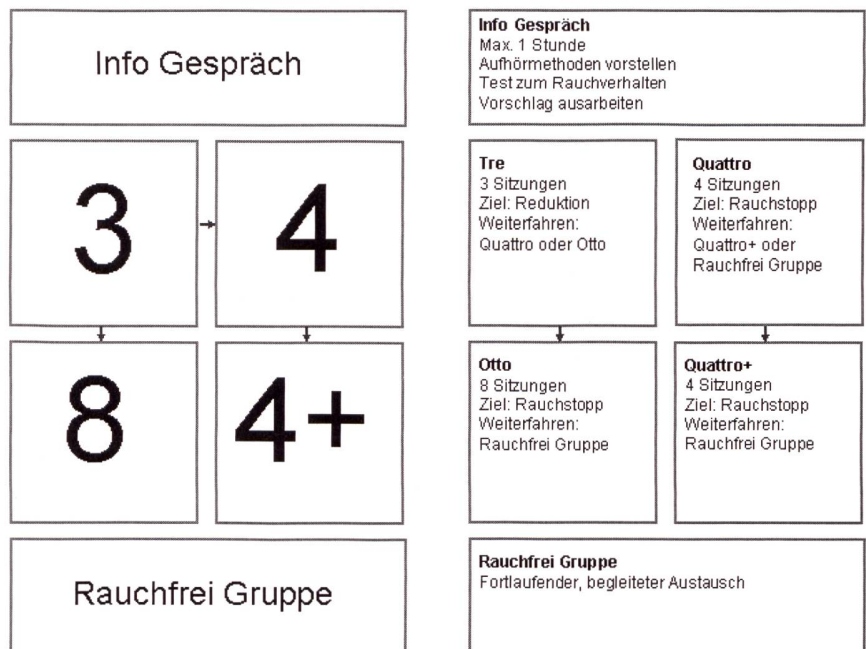 Info Gespräch
3
4
8
4+
Rauchfrei Gruppe
Info Gespräch
Max. 1 Stunde
Aufhörmethoden vorstellen
Test zum Rauchverhalten
Vorschlag ausarbeiten
Tre
3 Sitzungen
Ziel: Reduktion
Weiterfahren:
Quattro oder Otto
Quattro
4 Sitzungen
Ziel: Rauchstopp
Weiterfahren:
Quattro+ oder
Rauchfrei Gruppe
Otto
8 Sitzungen
Ziel: Rauchstopp
Weiterfahren:
Rauchfrei Gruppe
Quattro+
4 Sitzungen
Ziel: Rauchstopp
Weiterfahren:
Rauchfrei Gruppe
Rauchfrei Gruppe
Fortlaufender, begleiteter Austausch